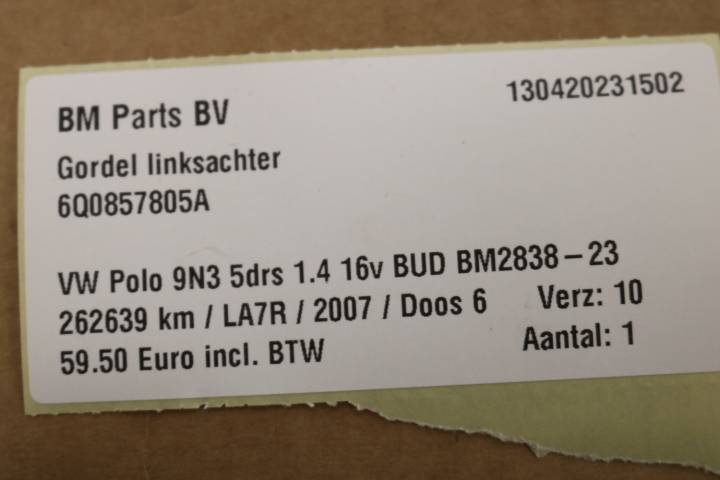 BM Parts BV
130420231502
Gordel linksachter
6Q0857805A
VW Polo 9N3 5drs 1.4 16v BUD BM2838-23
262639 km / LA7R / 2007 / Doos 6 Verz: 10
59.50 Euro incl. BTW Aantal: 1